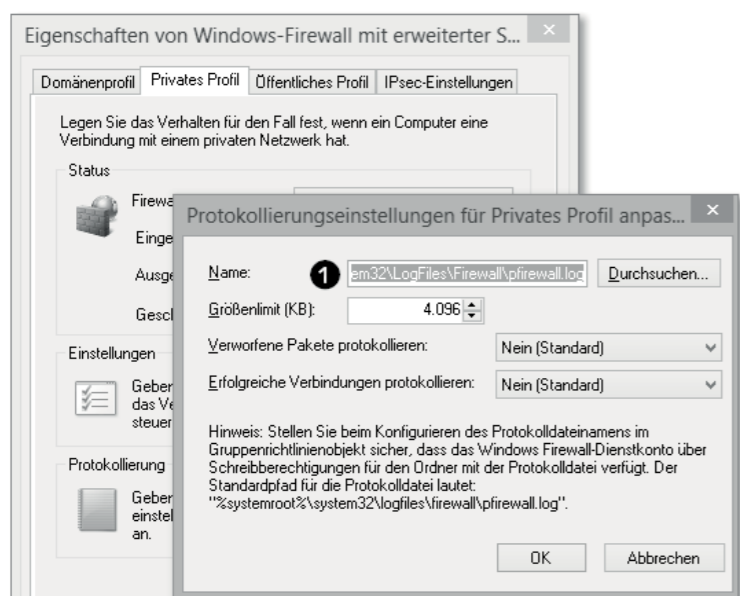 Eigenschaften von Windows-Firewall mit erweiterter S...
Domänenprofil
Privates Profil
Öffentliches Profil
IPsec-Einstellungen
Legen Sie das Verhalten für den Fall fest, wenn ein Computer eine
Verbindung mit einem privaten Netzwerk hat.
Status
Firewa
Einge
Ausge
Gescl
Einstellungen
Geber
das Ve
steuer
Protokollierung
Geber
einstel
an.
Protokollierungseinstellungen für Privates Profil anpas...
Name:
1
em32\LogFiles\Firewall\pfirewall.log
Durchsuchen...
Größenlimit (KB):
4.096
Verworfene Pakete protokollieren:
Nein (Standard)
Erfolgreiche Verbindungen protokollieren:
Nein (Standard)
Hinweis: Stellen Sie beim Konfigurieren des Protokolldateinamens im
Gruppenrichtlinienobjekt sicher, dass das Windows Firewall-Dienstkonto über
Schreibberechtigungen für den Ordner mit der Protokolldatei verfügt. Der
Standardpfad für die Protokolldatei lautet:
"%systemroot%\system32\logfiles\firewall\pfirewall.log".
OK
Abbrechen